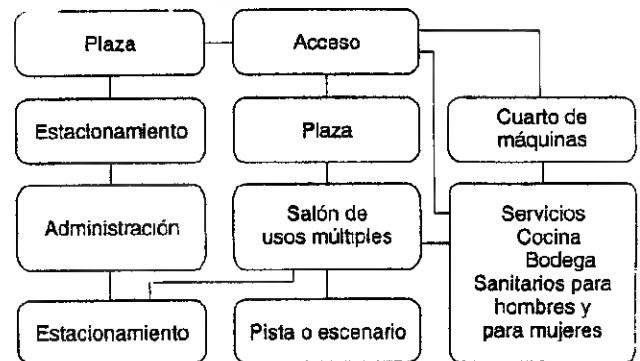 Plaza
Acceso
Estacionamiento
Plaza
Cuarto de
máquinas
Administración
Salón de
usos múltiples
Servicios
Cocina
Bodega
Sanitarios para
hombres y
para mujeres
Estacionamiento
Pista o escenario